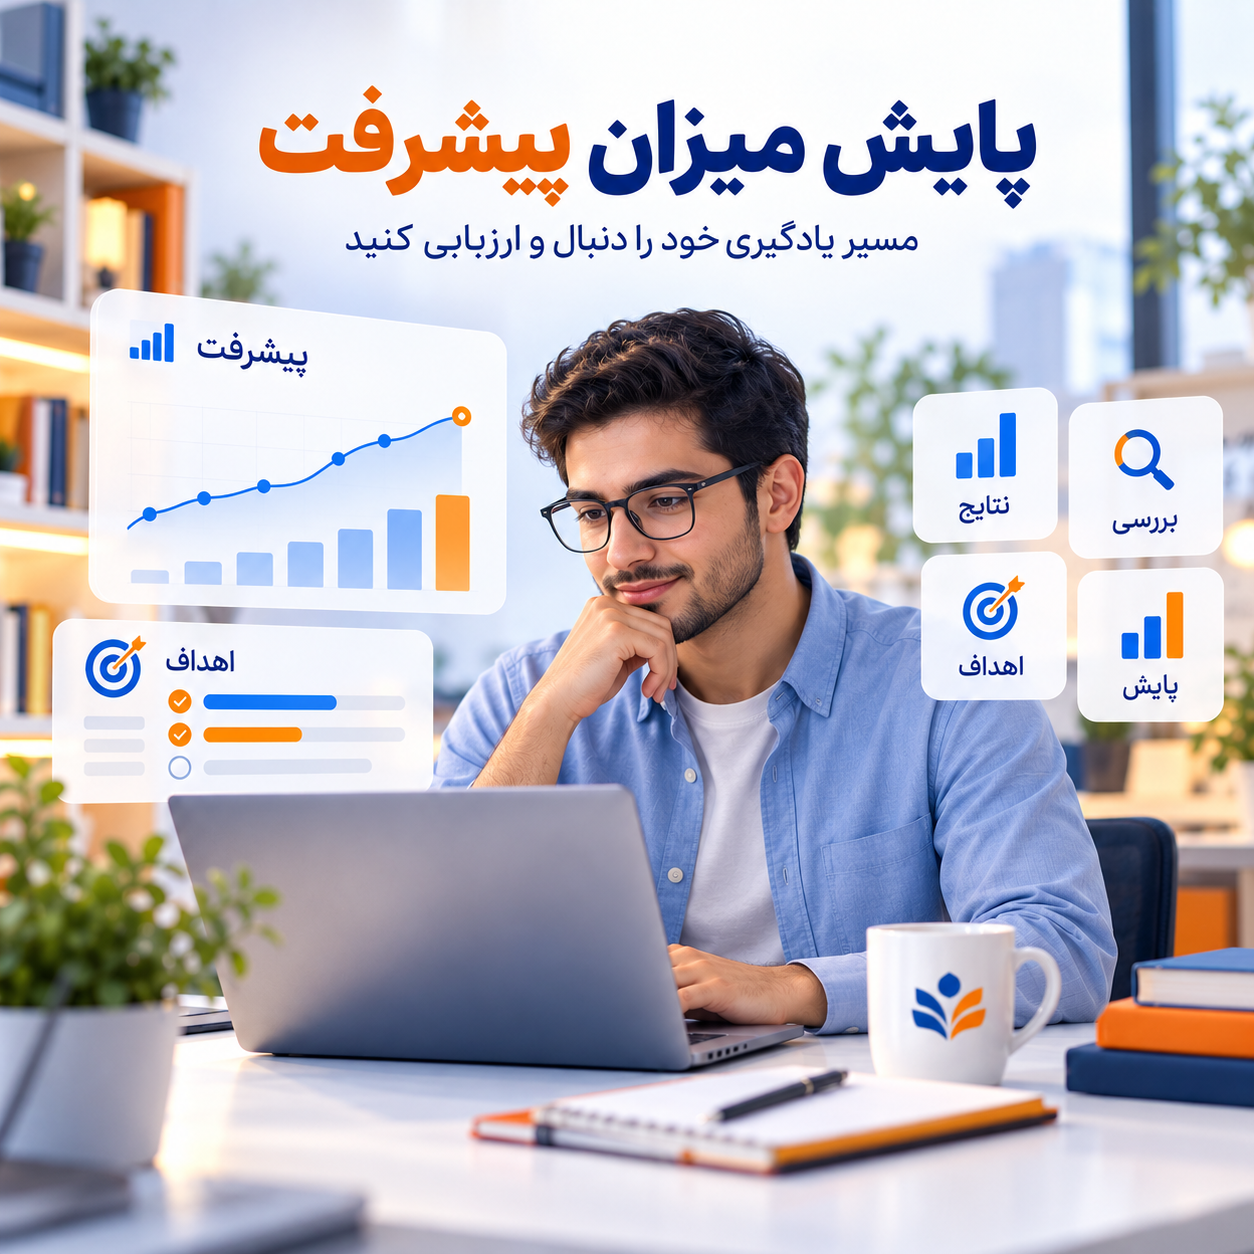 پایش میزان پیشرفت
مسیر یادگیری خود را دنبال و ارزیابی کنید
پیشرفت
نتایج
بررسی
اهداف
اهداف
پایش